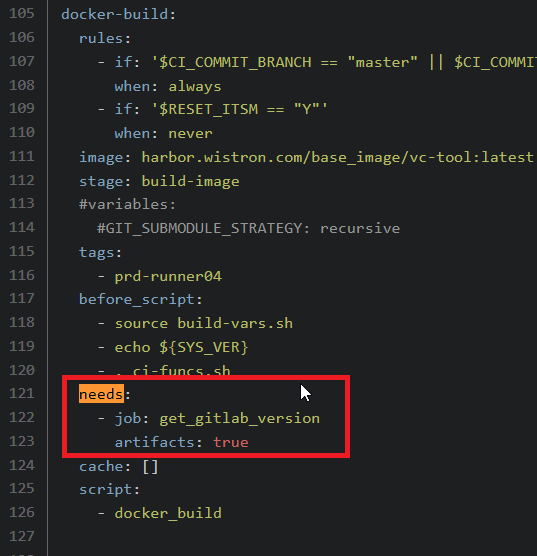 105 docker-build:
106 rules:
107 - if: '$CI_COMMIT_BRANCH == "master" || $CI_COMMIT
108 when: always
109 - if: '$RESET_ITSM == "Y"'
110 when: never
111 image: harbor.wistron.com/base_image/vc-tool:latest
112 stage: build-image
113 #variables:
114 #GIT_SUBMODULE_STRATEGY: recursive
115 tags:
116 - prd-runner04
117 before_script:
118 - source build-vars.sh
119 - echo ${SYS_VER}
120 - . ci-funcs.sh
121 needs:
122 - job: get_gitlab_version
123 artifacts: true
124 cache: []
125 script:
126 - docker_build
127